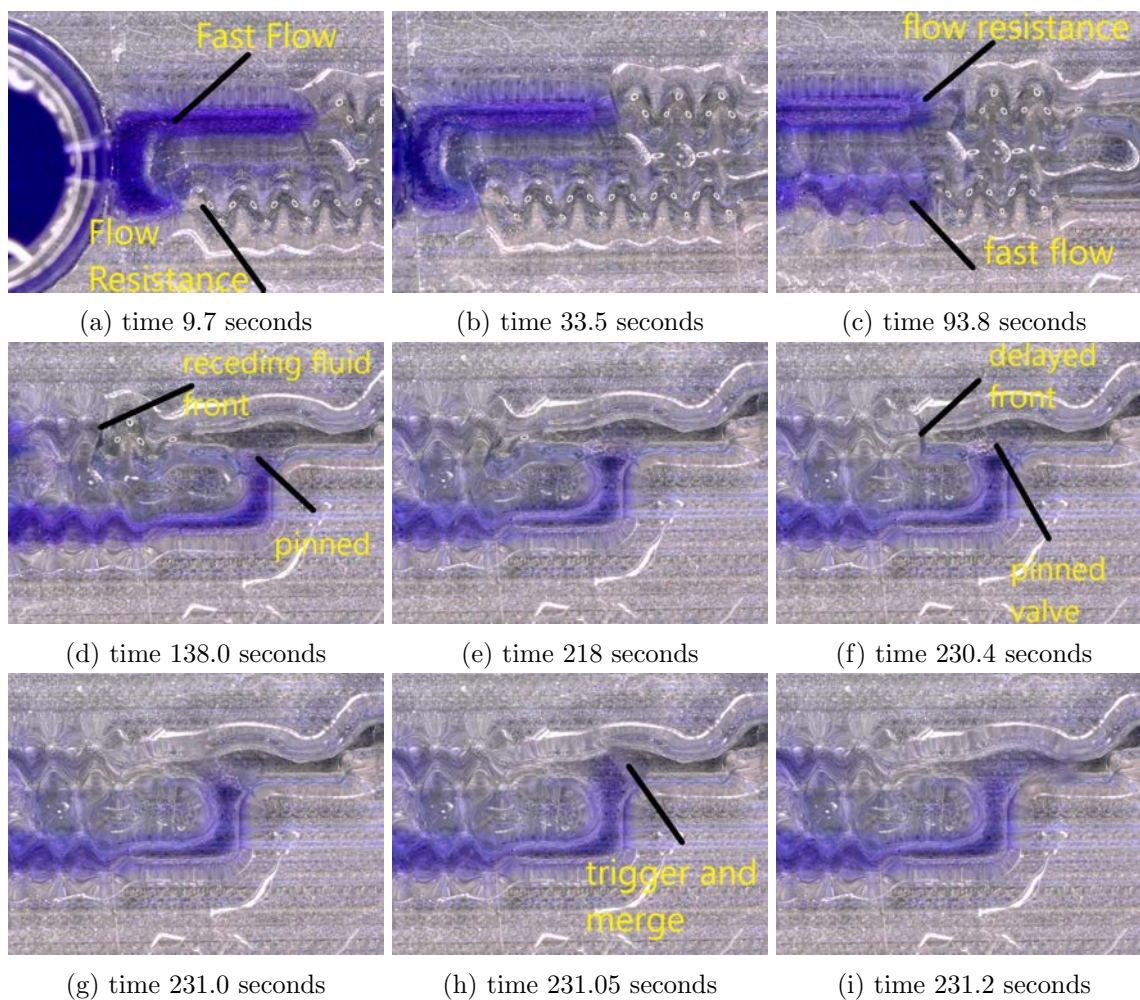 Fast Flow
Flow
Resistance
flow resistance
fast flow
(a) time 9.7 seconds
(b) time 33.5 seconds
(c) time 93.8 seconds
receding fluid
front
pinned
delayed
front
pinned
valve
(d) time 138.0 seconds
(e) time 218 seconds
(f) time 230.4 seconds
trigger and
merge
(g) time 231.0 seconds
(h) time 231.05 seconds
(i) time 231.2 seconds